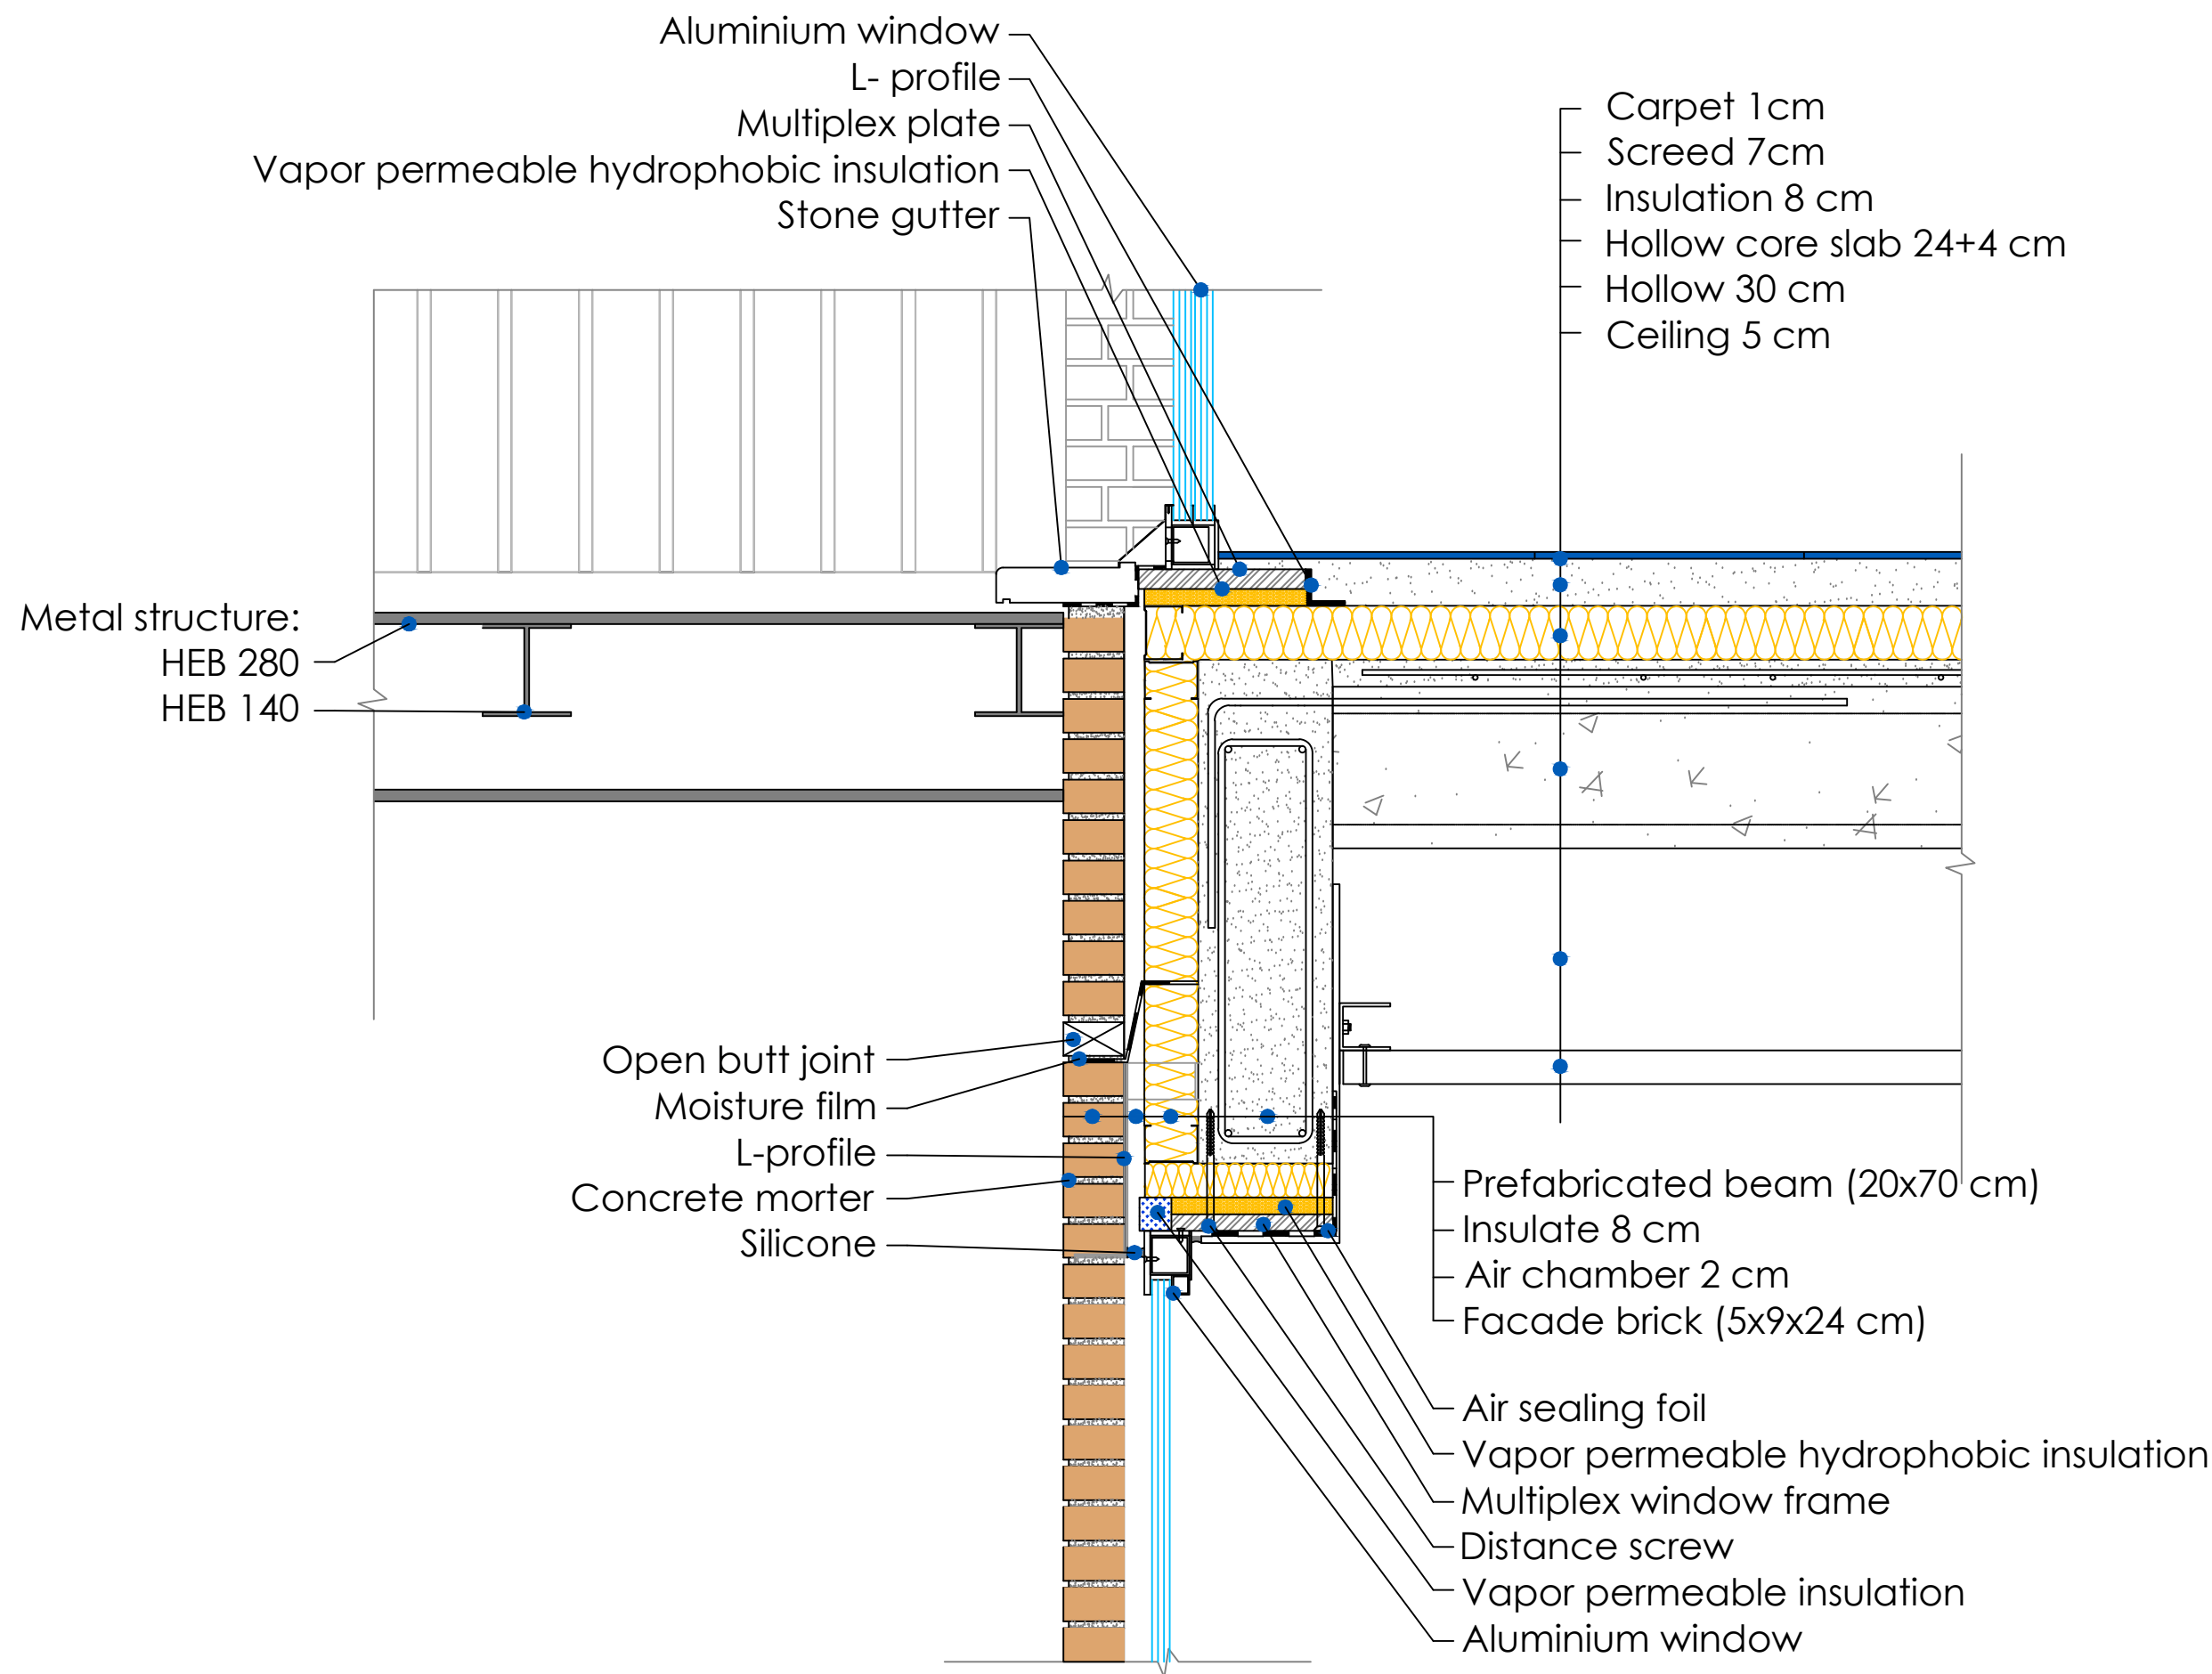 Aluminium window
L- profile
Multiplex plate
Vapor permeable hydrophobic insulation
Stone gutter
Carpet 1cm
Screed 7cm
Insulation 8 cm
Hollow core slab 24+4 cm
Hollow 30 cm
Ceiling 5 cm
Metal structure:
HEB 280
HEB 140
Open butt joint
Moisture film
L-profile
Concrete morter
Silicone
Prefabricated beam (20x70 cm)
Insulate 8 cm
Air chamber 2 cm
Facade brick (5x9x24 cm)
Air sealing foil
Vapor permeable hydrophobic insulation
Multiplex window frame
Distance screw
Vapor permeable insulation
Aluminium window